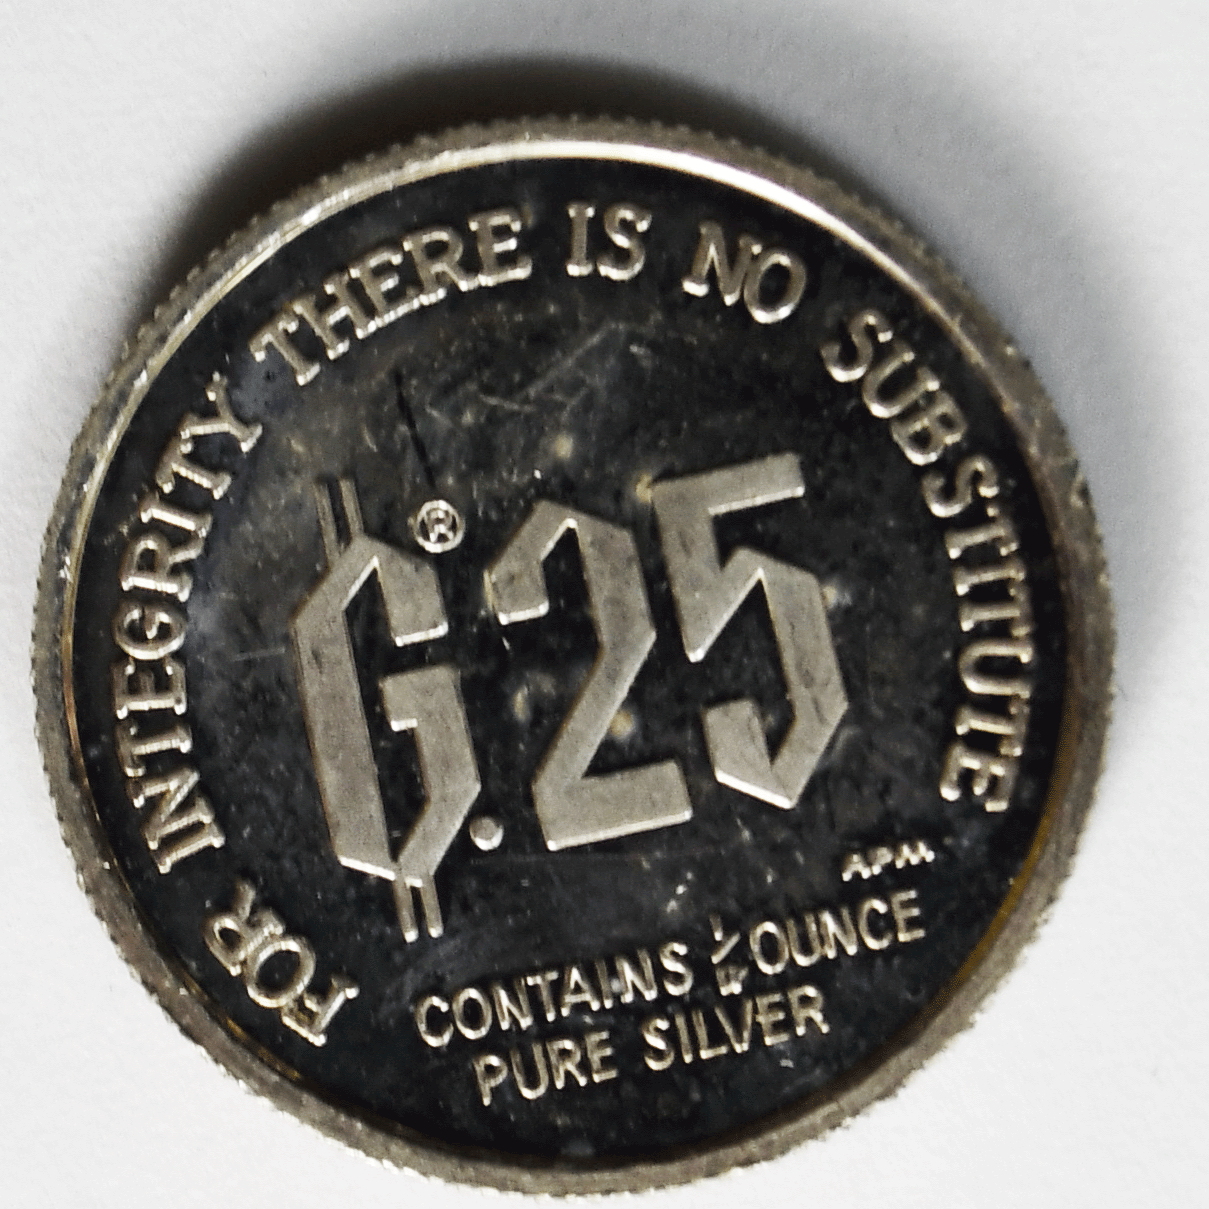 FOR INTEGRITY THERE IS NO SUBSTITUTE
G.25
®
APM
CONTAINS ¼ OUNCE
PURE SILVER